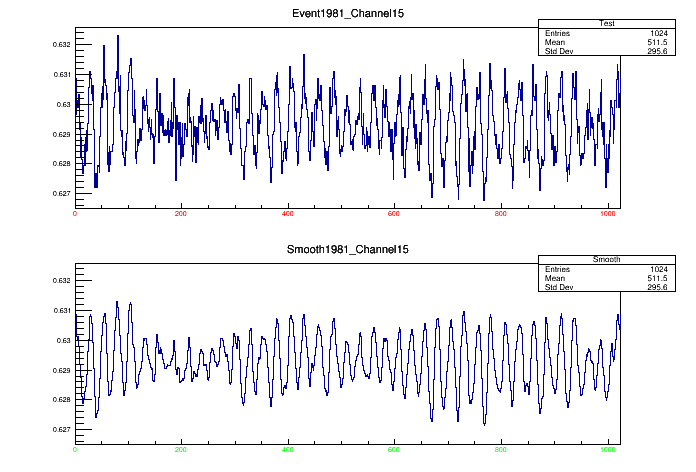 Event1981_Channel15
Test
Entries 1024
Mean 511.5
Std Dev 295.6
0.632
0.631
0.63
0.629
0.628
0.627
0 200 400 600 800 1000
Smooth1981_Channel15
Smooth
Entries 1024
Mean 511.5
Std Dev 295.6
0.632
0.631
0.63
0.629
0.628
0.627
0 200 400 600 800 1000